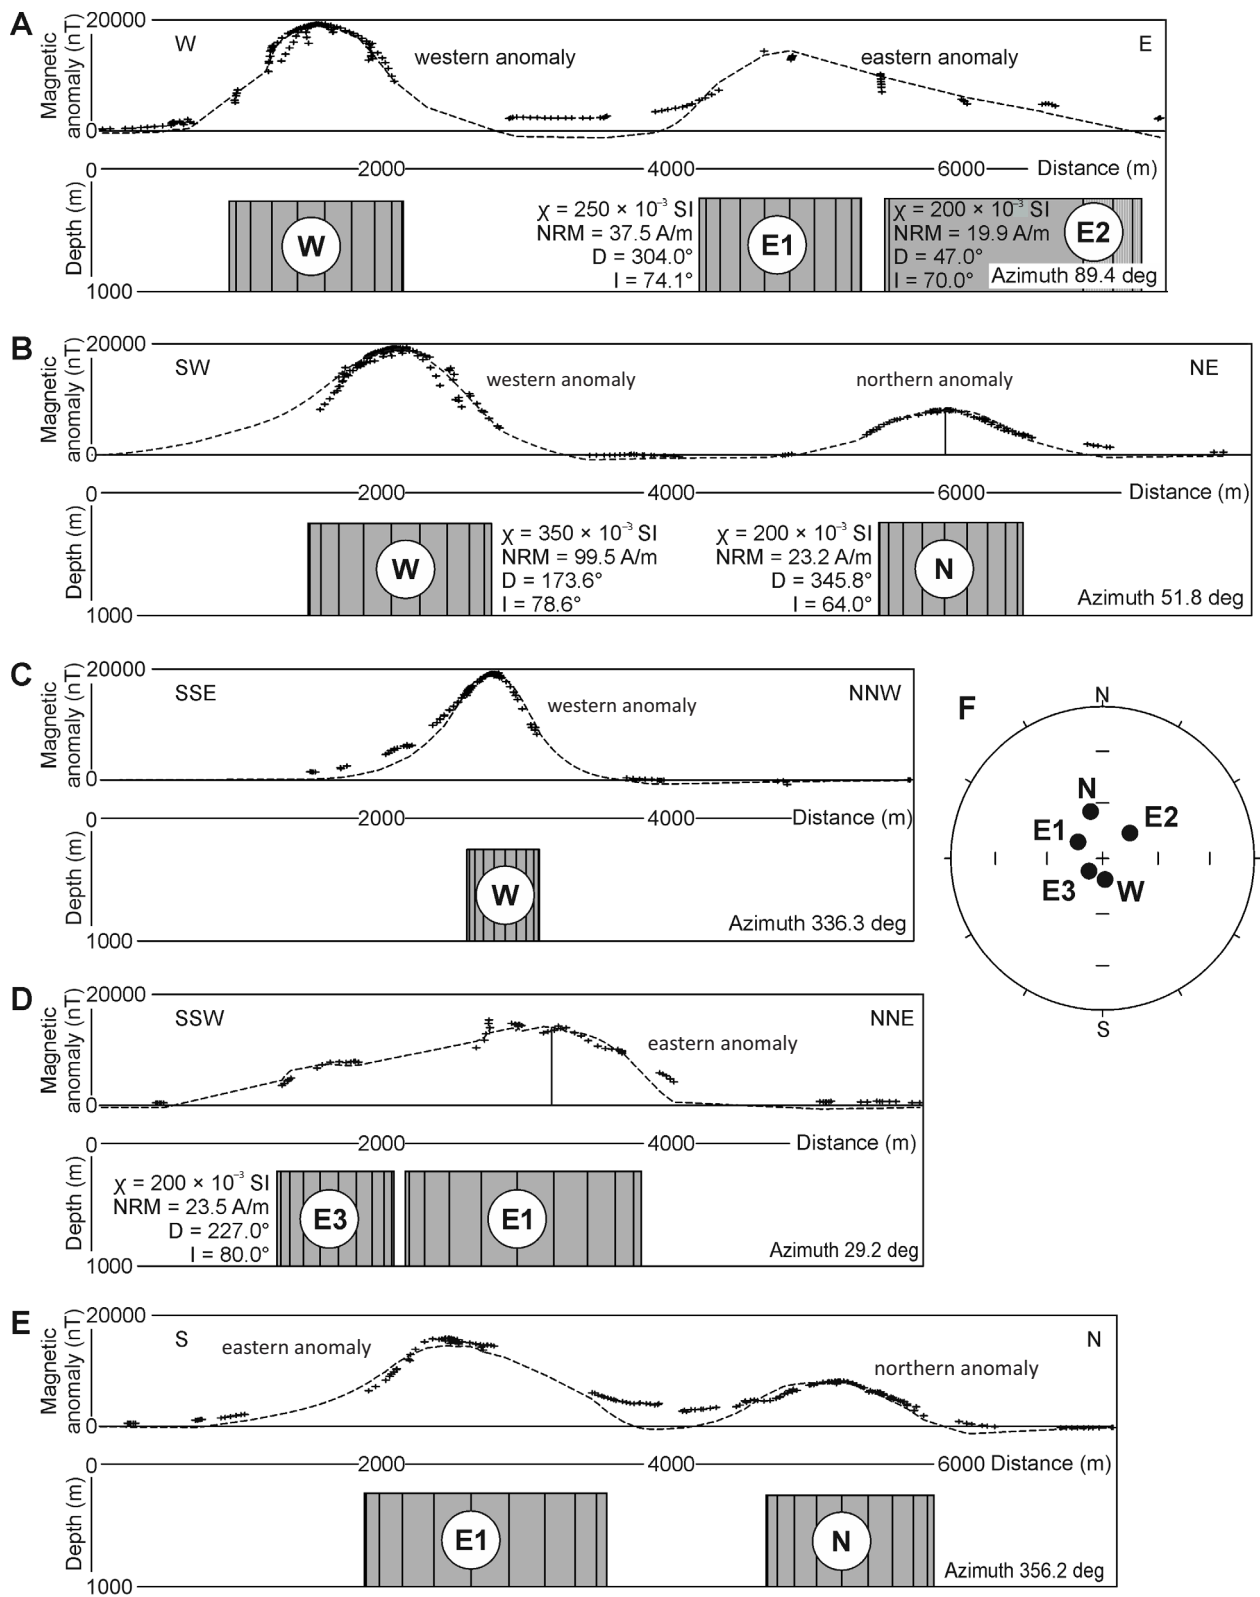 A
Magnetic
anomaly (nT)
20000
0
W
western anomaly
eastern anomaly
E
0
2000
4000
6000
Distance (m)
Depth (m)
1000
W
χ = 250 × 10⁻³ SI
NRM = 37.5 A/m
D = 304.0°
I = 74.1°
E1
χ = 200 × 10⁻³ SI
NRM = 19.9 A/m
D = 47.0°
I = 70.0°
E2
Azimuth 89.4 deg
B
Magnetic
anomaly (nT)
20000
0
SW
western anomaly
northern anomaly
NE
0
2000
4000
6000
Distance (m)
Depth (m)
1000
W
χ = 350 × 10⁻³ SI
NRM = 99.5 A/m
D = 173.6°
I = 78.6°
χ = 200 × 10⁻³ SI
NRM = 23.2 A/m
D = 345.8°
I = 64.0°
N
Azimuth 51.8 deg
C
Magnetic
anomaly (nT)
20000
0
SSE
western anomaly
NNW
0
2000
4000
Distance (m)
Depth (m)
1000
W
Azimuth 336.3 deg
F
N
N
E1
E2
E3
W
S
D
Magnetic
anomaly (nT)
20000
0
SSW
eastern anomaly
NNE
0
2000
4000
Distance (m)
Depth (m)
1000
χ = 200 × 10⁻³ SI
NRM = 23.5 A/m
D = 227.0°
I = 80.0°
E3
E1
Azimuth 29.2 deg
E
Magnetic
anomaly (nT)
20000
0
S
eastern anomaly
northern anomaly
N
0
2000
4000
6000 Distance (m)
Depth (m)
1000
E1
N
Azimuth 356.2 deg